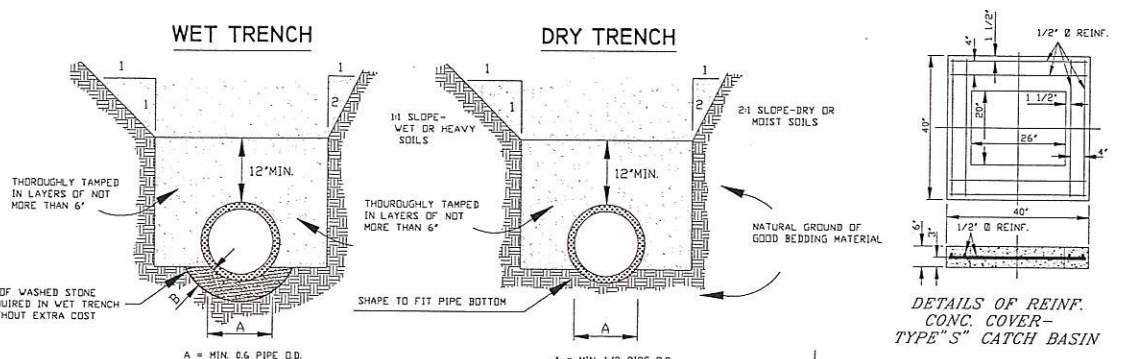 WET TRENCH
1
1
1
2
THOROUGHLY TAMPED
IN LAYERS OF NOT
MORE THAN 6"
12"MIN.
OF WASHED STONE
IN WET TRENCH
EXTRA COST
B
A
A = MIN. 0.6 PIPE O.D.
DRY TRENCH
1
1
1
2
1:1 SLOPE-
WET OR HEAVY
SOILS
2:1 SLOPE-DRY OR
MOIST SOILS
12"MIN.
THOUROUGHLY TAMPED
IN LAYERS OF NOT
MORE THAN 6"
NATURAL GROUND OF
GOOD BEDDING MATERIAL
SHAPE TO FIT PIPE BOTTOM
A
A = MIN. 1/2 PIPE O.D.
4"
1 1/2"
1/2" Ø REINF.
1 1/2"
20"
26"
40"
4"
40"
6"
3"
1/2" Ø REINF.
DETAILS OF REINF.
CONC. COVER-
TYPE"S" CATCH BASIN